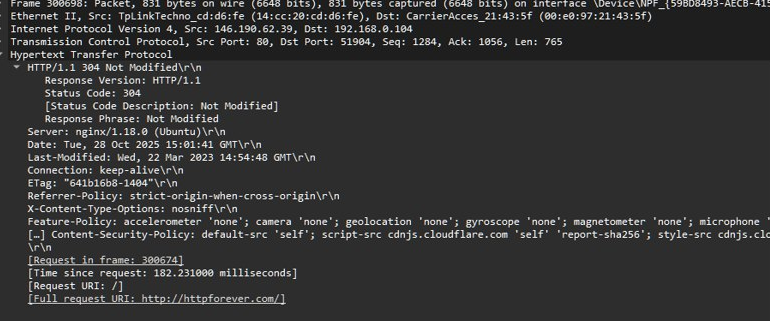 Frame 300698: Packet, 831 bytes on wire (6648 bits), 831 bytes captured (6648 bits) on interface \Device\NPF_{59BD8493-AECB-415
Ethernet II, Src: TpLinkTechno_cd:d6:fe (14:cc:20:cd:d6:fe), Dst: CarrierAcces_21:43:5f (00:e0:97:21:43:5f)
Internet Protocol Version 4, Src: 146.190.62.39, Dst: 192.168.0.104
Transmission Control Protocol, Src Port: 80, Dst Port: 51904, Seq: 1284, Ack: 1056, Len: 765
Hypertext Transfer Protocol
HTTP/1.1 304 Not Modified\r\n
Response Version: HTTP/1.1
Status Code: 304
[Status Code Description: Not Modified]
Response Phrase: Not Modified
Server: nginx/1.18.0 (Ubuntu)\r\n
Date: Tue, 28 Oct 2025 15:01:41 GMT\r\n
Last-Modified: Wed, 22 Mar 2023 14:54:48 GMT\r\n
Connection: keep-alive\r\n
ETag: "641b16b8-1404"\r\n
Referrer-Policy: strict-origin-when-cross-origin\r\n
X-Content-Type-Options: nosniff\r\n
Feature-Policy: accelerometer 'none'; camera 'none'; geolocation 'none'; gyroscope 'none'; magnetometer 'none'; microphone '
[…] Content-Security-Policy: default-src 'self'; script-src cdnjs.cloudflare.com 'self' 'report-sha256'; style-src cdnjs.clo
\r\n
[Request in frame: 300674]
[Time since request: 182.231000 milliseconds]
[Request URI: /]
[Full request URI: http://httpforever.com/]